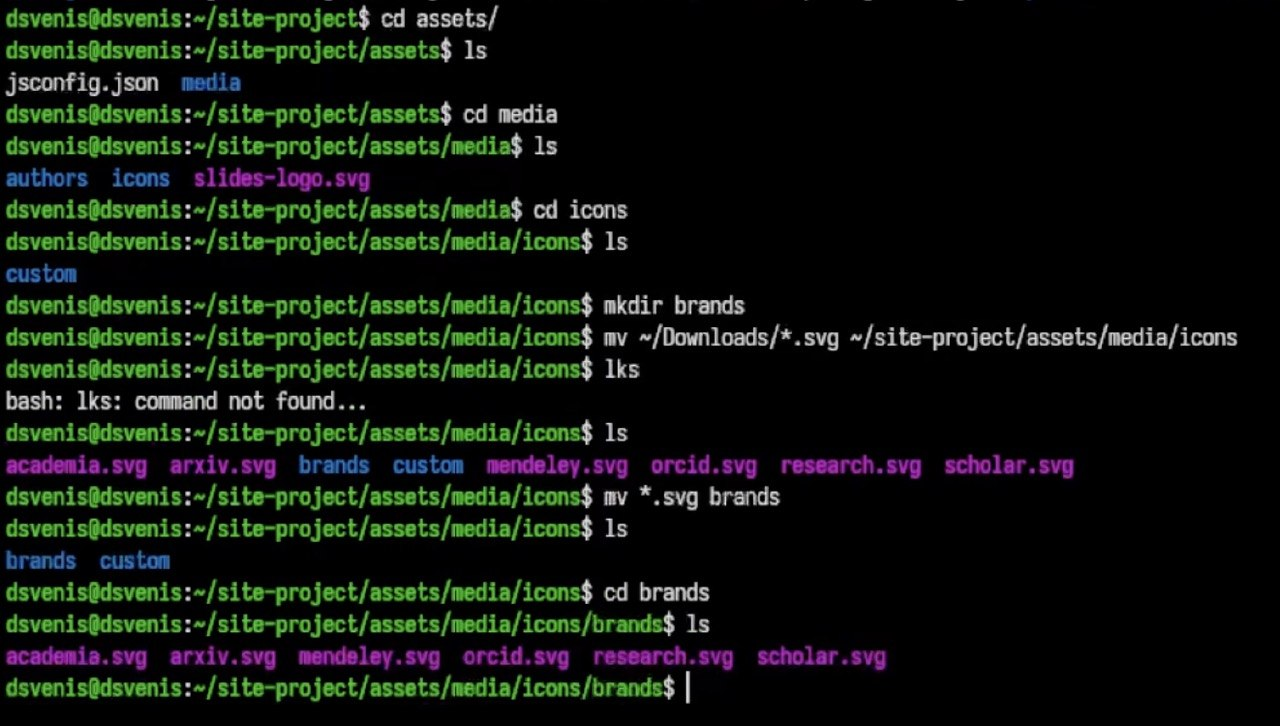 dsvenis@dsvenis:~/site-project$ cd assets/
dsvenis@dsvenis:~/site-project/assets$ ls
jsconfig.json  media
dsvenis@dsvenis:~/site-project/assets$ cd media
dsvenis@dsvenis:~/site-project/assets/media$ ls
authors  icons  slides-logo.svg
dsvenis@dsvenis:~/site-project/assets/media$ cd icons
dsvenis@dsvenis:~/site-project/assets/media/icons$ ls
custom
dsvenis@dsvenis:~/site-project/assets/media/icons$ mkdir brands
dsvenis@dsvenis:~/site-project/assets/media/icons$ mv ~/Downloads/*.svg ~/site-project/assets/media/icons
dsvenis@dsvenis:~/site-project/assets/media/icons$ lks
bash: lks: command not found...
dsvenis@dsvenis:~/site-project/assets/media/icons$ ls
academia.svg  arxiv.svg  brands  custom  mendeley.svg  orcid.svg  research.svg  scholar.svg
dsvenis@dsvenis:~/site-project/assets/media/icons$ mv *.svg brands
dsvenis@dsvenis:~/site-project/assets/media/icons$ ls
brands  custom
dsvenis@dsvenis:~/site-project/assets/media/icons$ cd brands
dsvenis@dsvenis:~/site-project/assets/media/icons/brands$ ls
academia.svg  arxiv.svg  mendeley.svg  orcid.svg  research.svg  scholar.svg
dsvenis@dsvenis:~/site-project/assets/media/icons/brands$